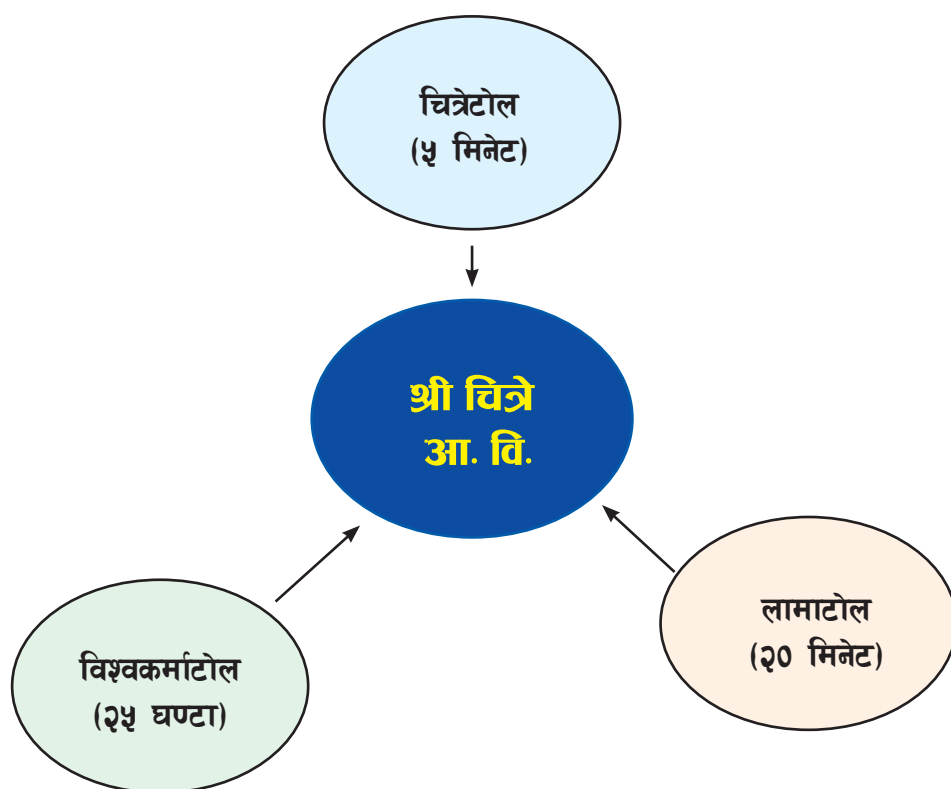 चित्रेटोल
(५ मिनेट)
श्री चित्रे
आ. वि.
लामाटोल
(२० मिनेट)
विश्वकर्माटोल
(२५ घण्टा)